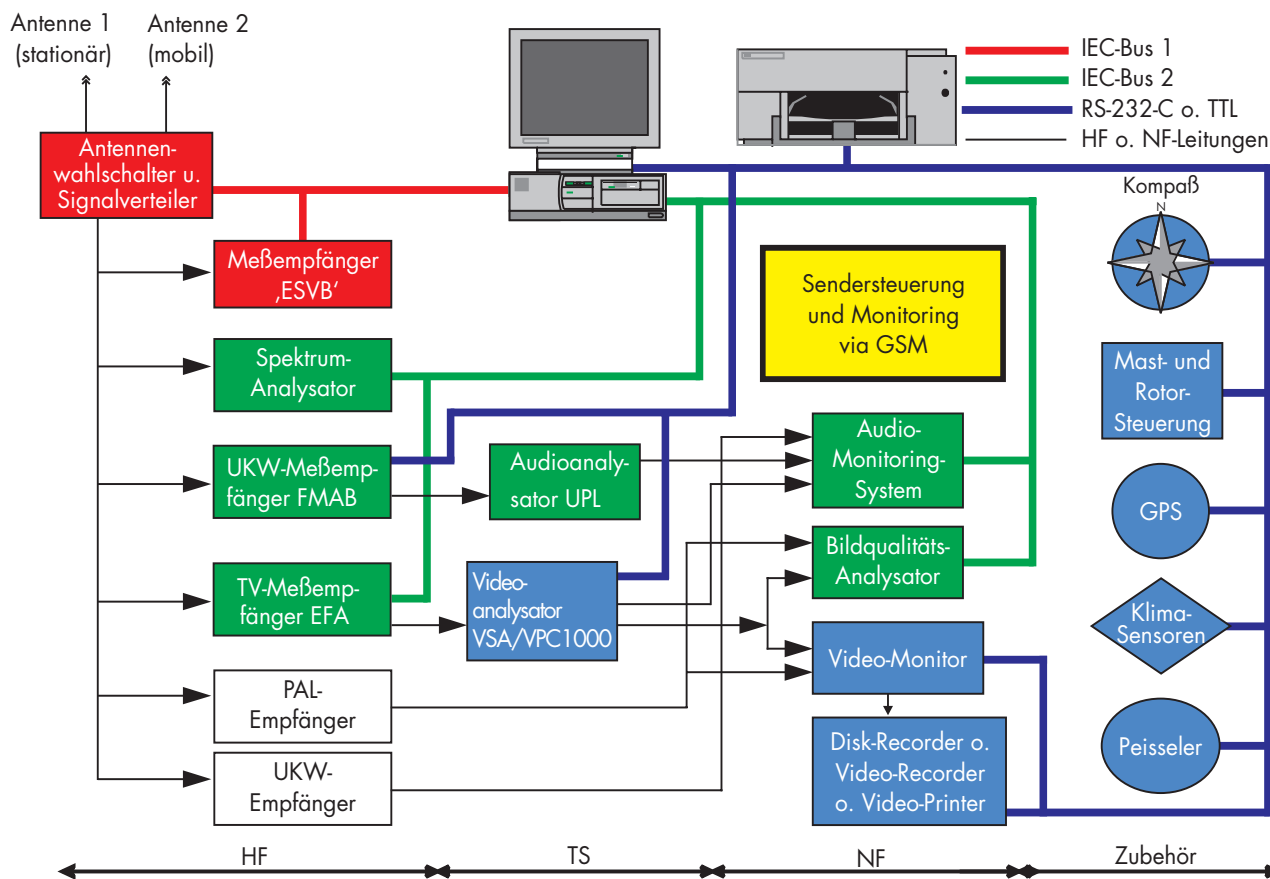 Antenne 1
(stationär)
Antenne 2
(mobil)
IEC-Bus 1
IEC-Bus 2
RS-232-C o. TTL
HF o. NF-Leitungen
Antennen-
wahlschalter u.
Signalverteiler
Meßempfänger
‚ESVB‘
Spektrum-
Analysator
UKW-Meßemp-
fänger FMAB
TV-Meßemp-
fänger EFA
PAL-
Empfänger
UKW-
Empfänger
Audioanaly-
sator UPL
Video-
analysator
VSA/VPC1000
Sendersteuerung
und Monitoring
via GSM
Audio-
Monitoring-
System
Bildqualitäts-
Analysator
Video-Monitor
Disk-Recorder o.
Video-Recorder
o. Video-Printer
Kompaß
N
Mast- und
Rotor-
Steuerung
GPS
Klima-
Sensoren
Peisseler
HF
TS
NF
Zubehör